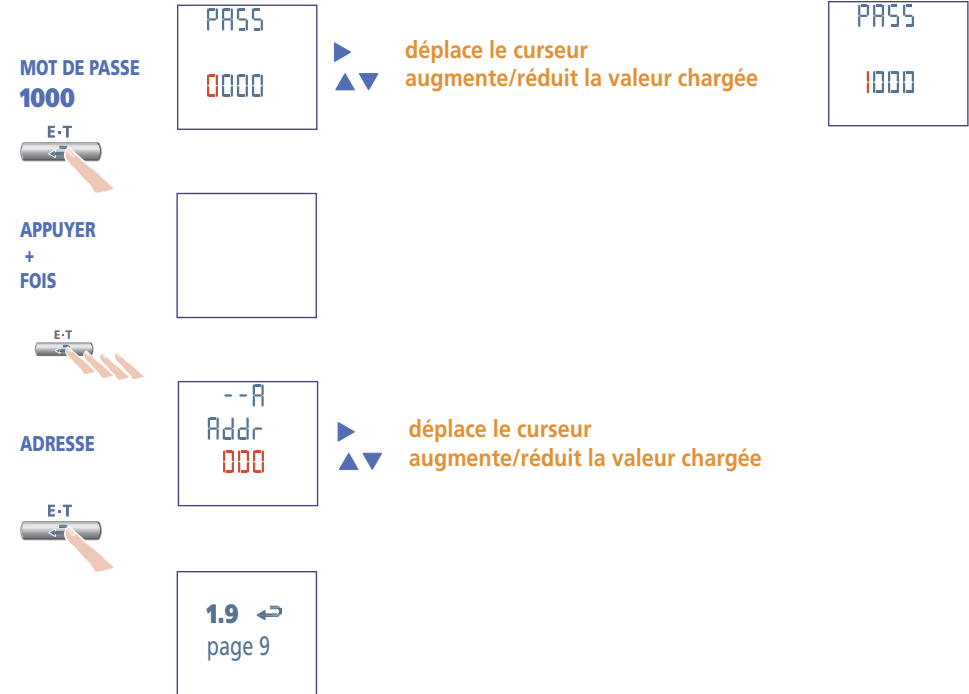 PASS
0000
MOT DE PASSE
1000
E·T
déplace le curseur
augmente/réduit la valeur chargée
PASS
1000
APPUYER
+
FOIS
E·T
--A
Addr
000
ADRESSE
déplace le curseur
augmente/réduit la valeur chargée
E·T
1.9
page 9